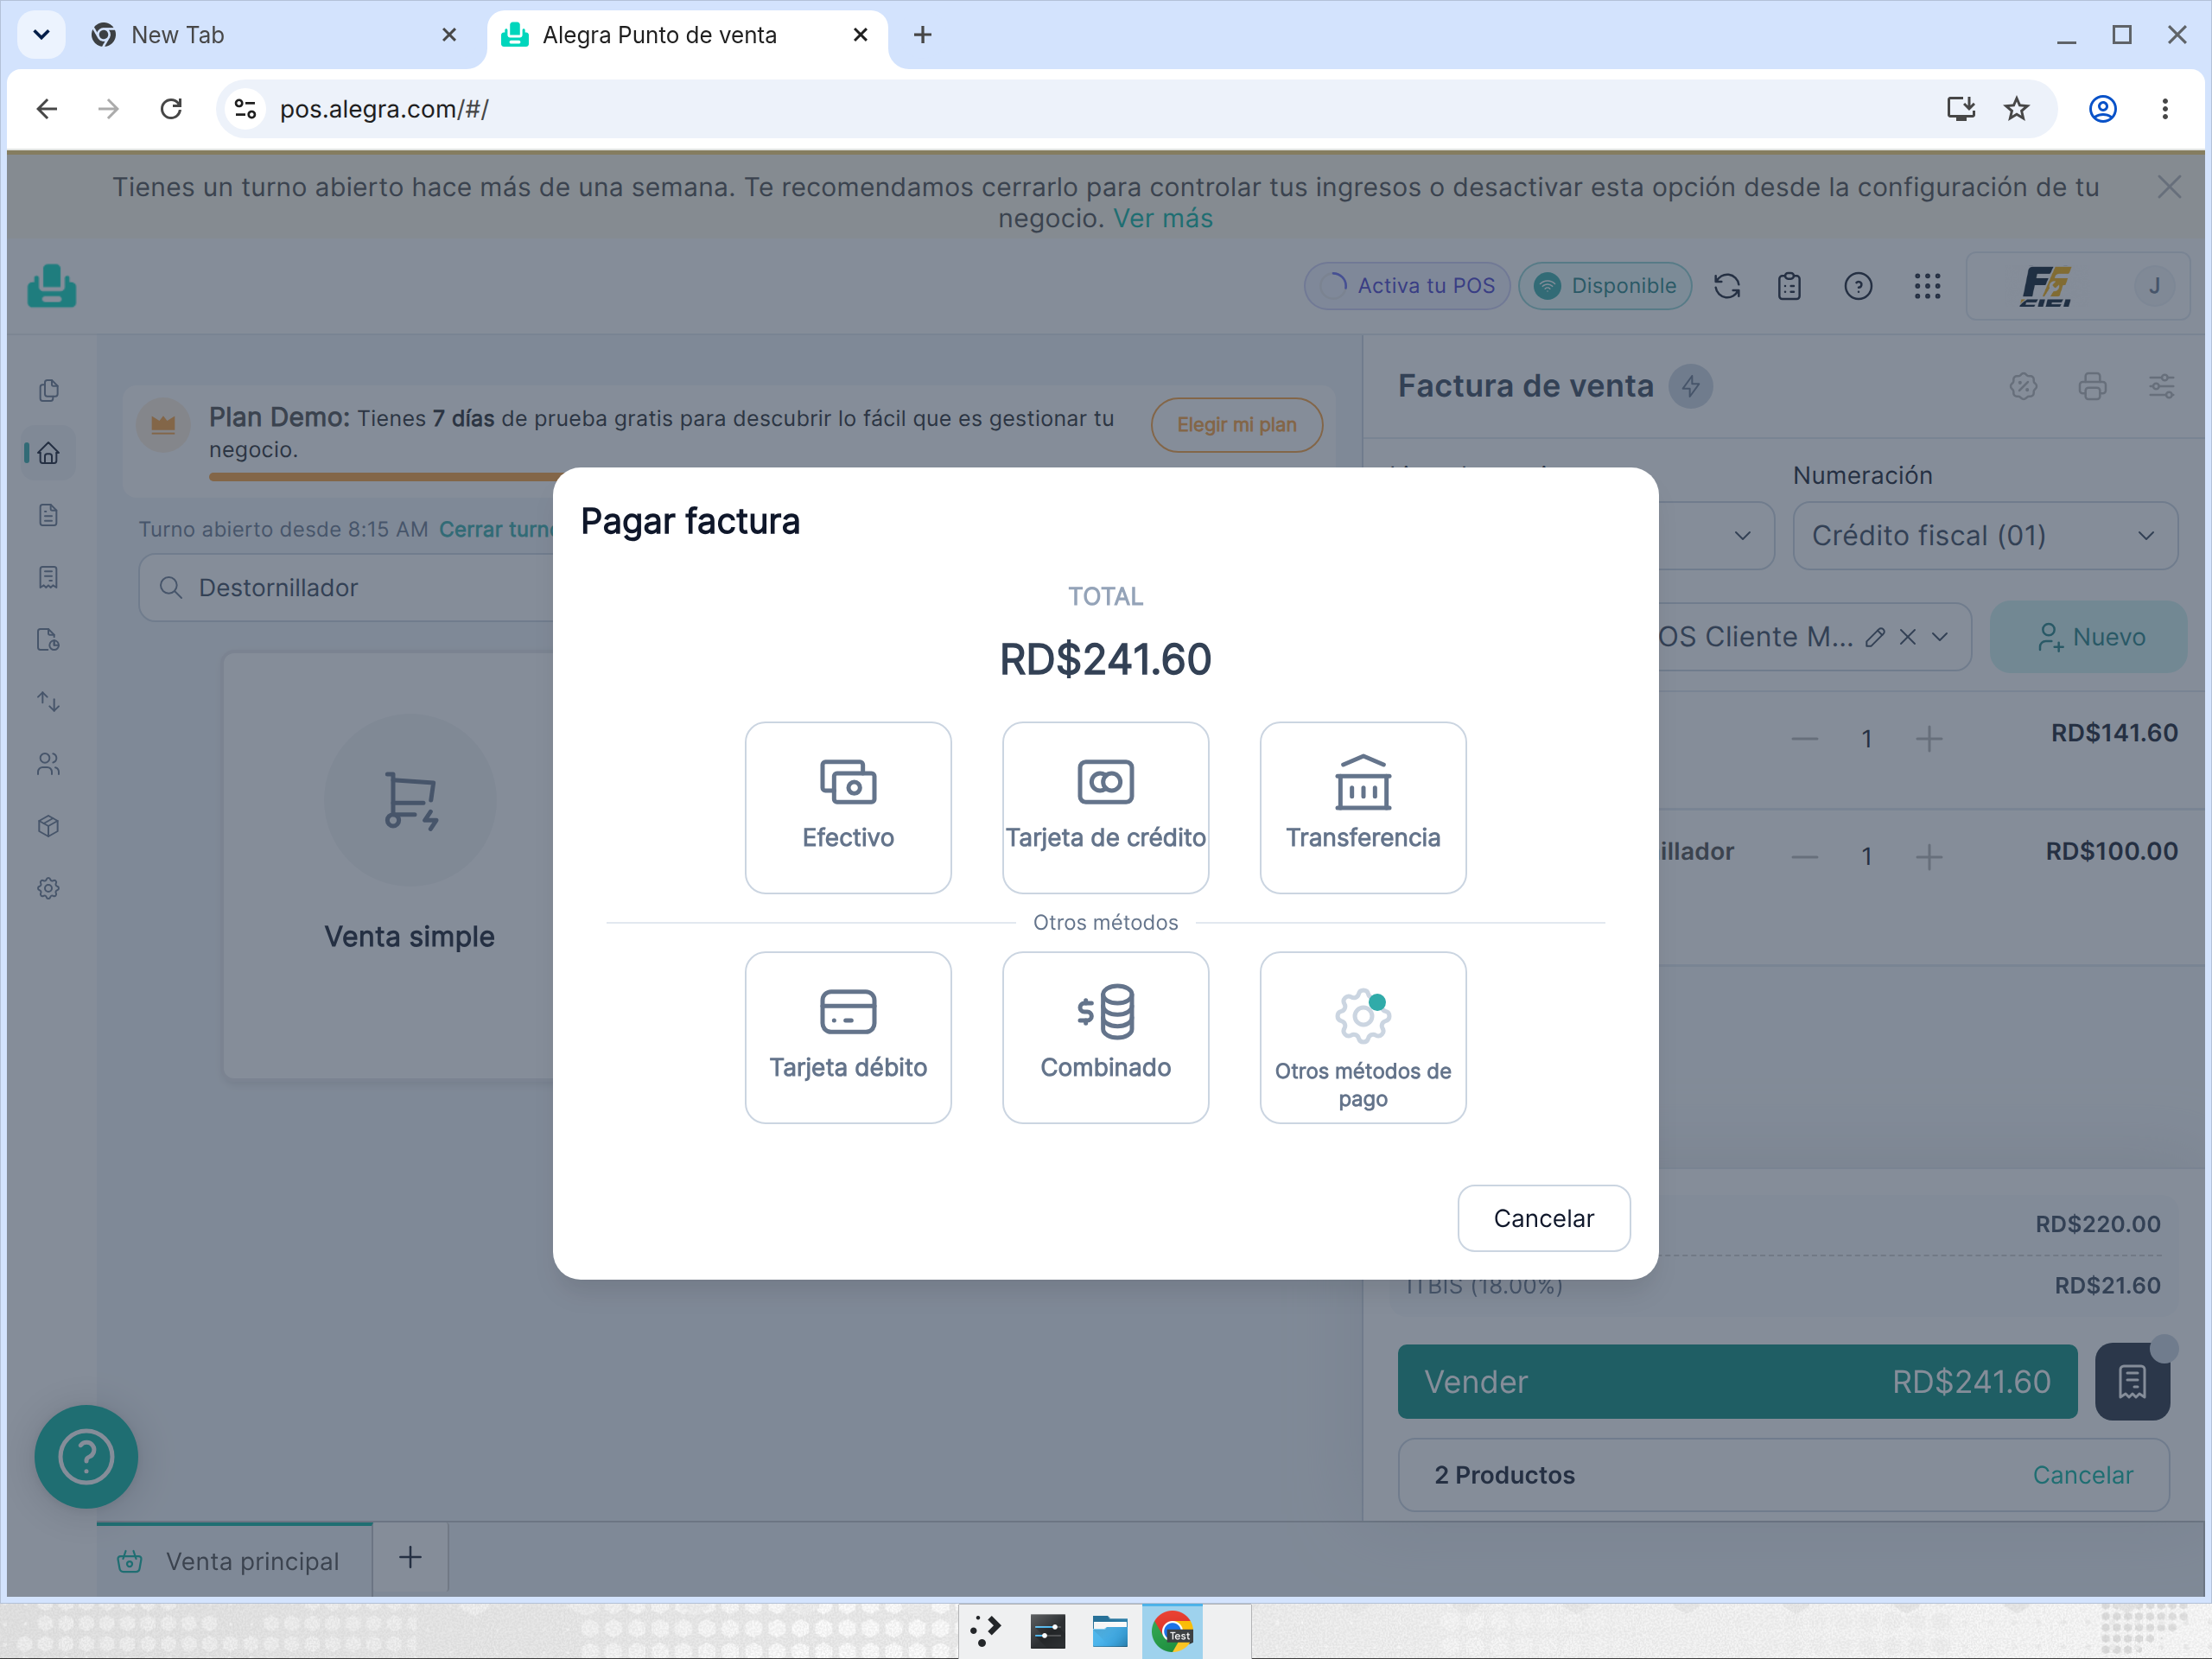 New Tab
Alegra Punto de venta
pos.alegra.com/#/
Tienes un turno abierto hace más de una semana. Te recomendamos cerrarlo para controlar tus ingresos o desactivar esta opción desde la configuración de tu
negocio. Ver más
Activa tu POS
Disponible
J
Plan Demo: Tienes 7 días de prueba gratis para descubrir lo fácil que es gestionar tu
negocio.
Elegir mi plan
Factura de venta
Numeración
Turno abierto desde 8:15 AM Cerrar turno
Crédito fiscal (01)
Destornillador
Pagar factura
TOTAL
RD$241.60
OS Cliente M...
Nuevo
1
RD$141.60
Efectivo
Tarjeta de crédito
Transferencia
illador
1
RD$100.00
Otros métodos
Venta simple
Tarjeta débito
Combinado
Otros métodos de
pago
Cancelar
RD$220.00
ITBIS (18.00%)
RD$21.60
Vender
RD$241.60
2 Productos
Cancelar
Venta principal
Test